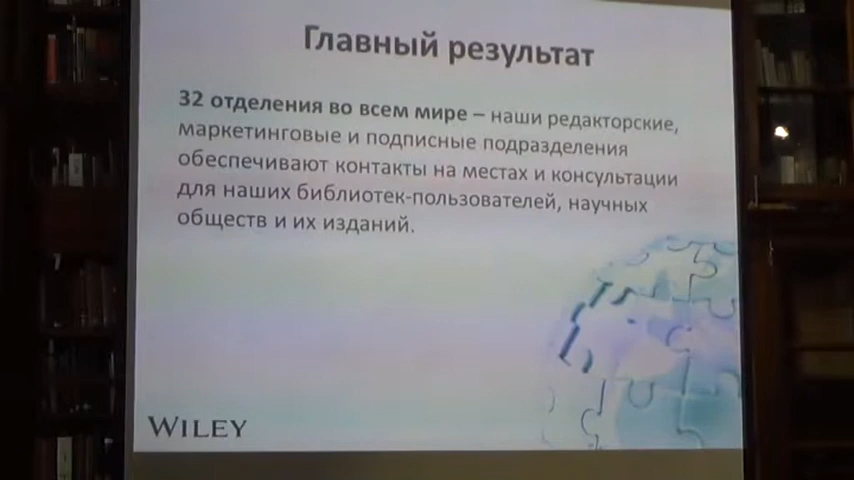 Главный результат
32 отделения во всем мире – наши редакторские,
маркетинговые и подписные подразделения
обеспечивают контакты на местах и консультации
для наших библиотек-пользователей, научных
обществ и их изданий.
WILEY